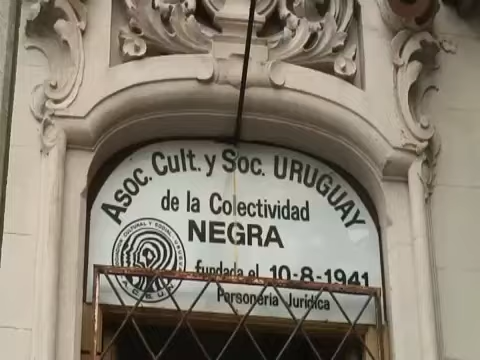 Asoc. Cult. y Soc. URUGUAY
de la Colectividad
NEGRA
fundada el 10-8-1941
Personería Jurídica